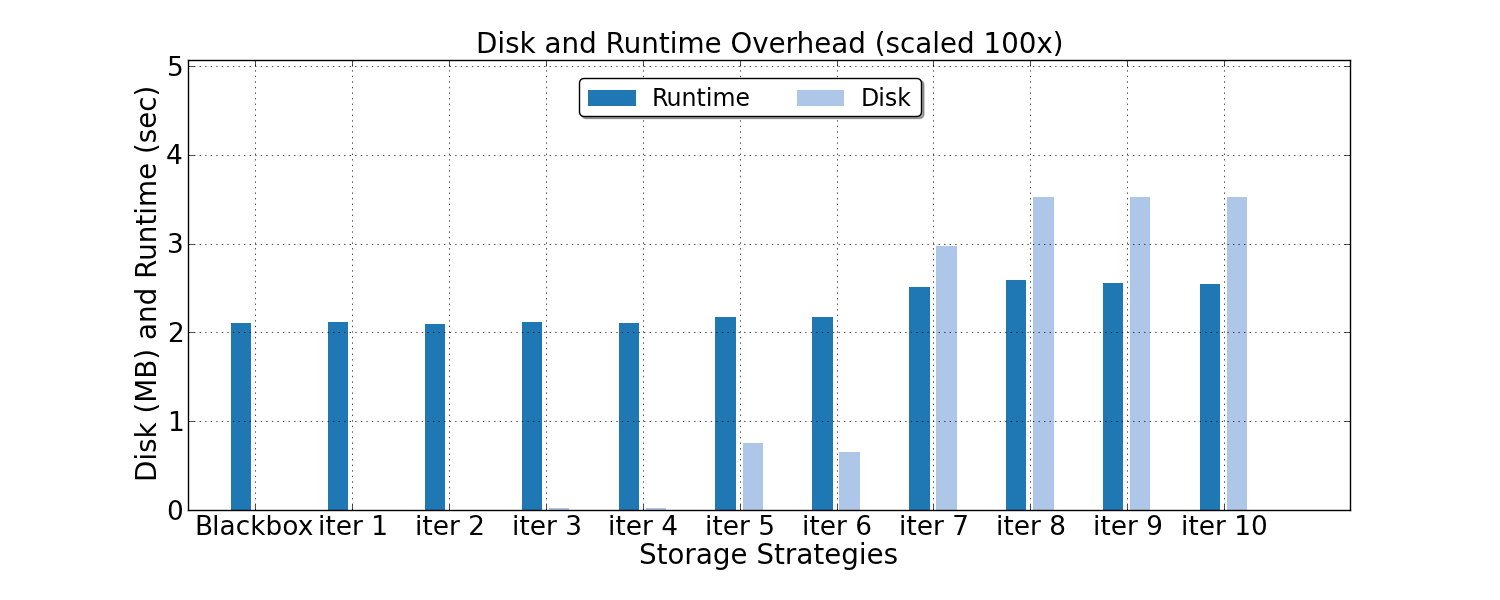 Disk and Runtime Overhead (scaled 100x)
Runtime Disk
Disk (MB) and Runtime (sec)
5
4
3
2
1
0
Blackbox iter 1 iter 2 iter 3 iter 4 iter 5 iter 6 iter 7 iter 8 iter 9 iter 10
Storage Strategies